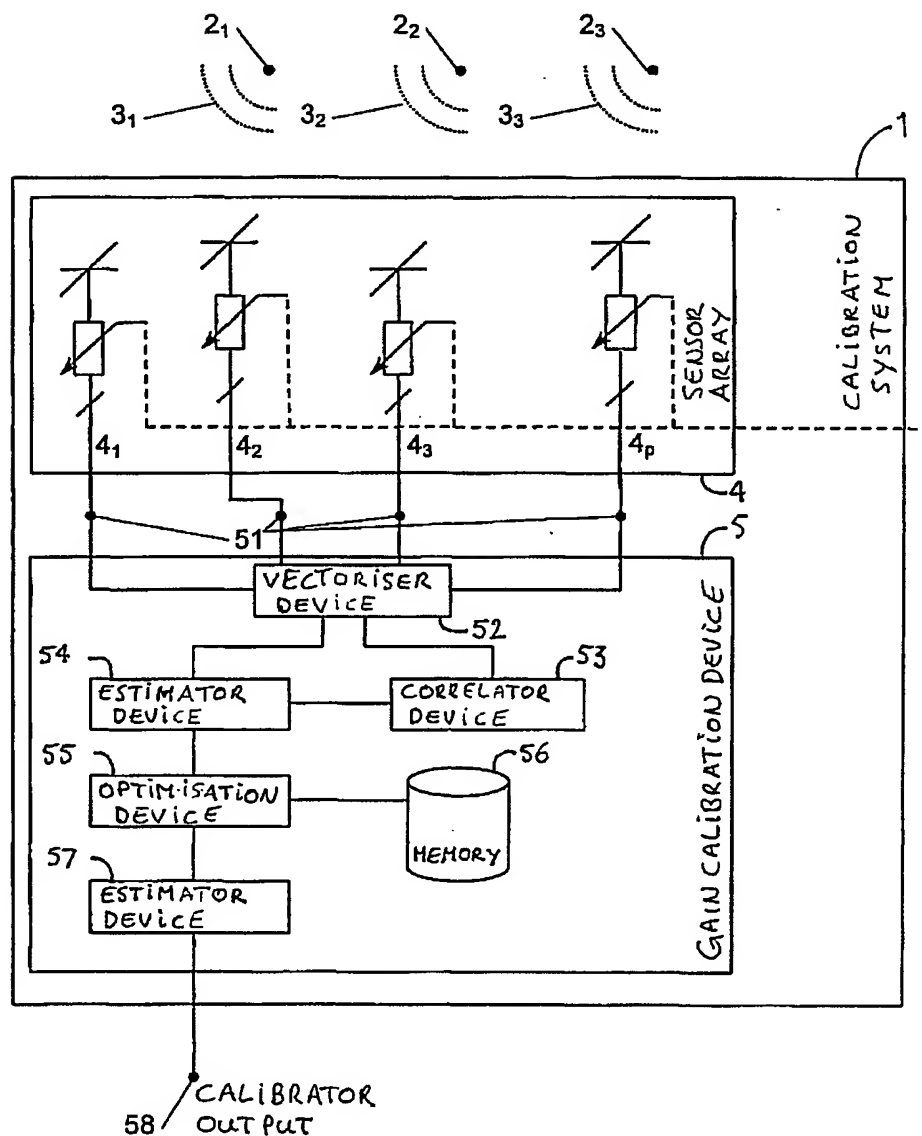 2₁ 2₂ 2₃
3₁ 3₂ 3₃
1
CALIBRATION
SYSTEM
SENSOR
ARRAY
4₁ 4₂ 4₃ 4ₚ
4
51
5
VECTORISER
DEVICE
52
54
53
ESTIMATOR
DEVICE
CORRELATOR
DEVICE
55
56
OPTIMISATION
DEVICE
MEMORY
57
ESTIMATOR
DEVICE
GAIN CALIBRATION DEVICE
58
CALIBRATOR
OUTPUT